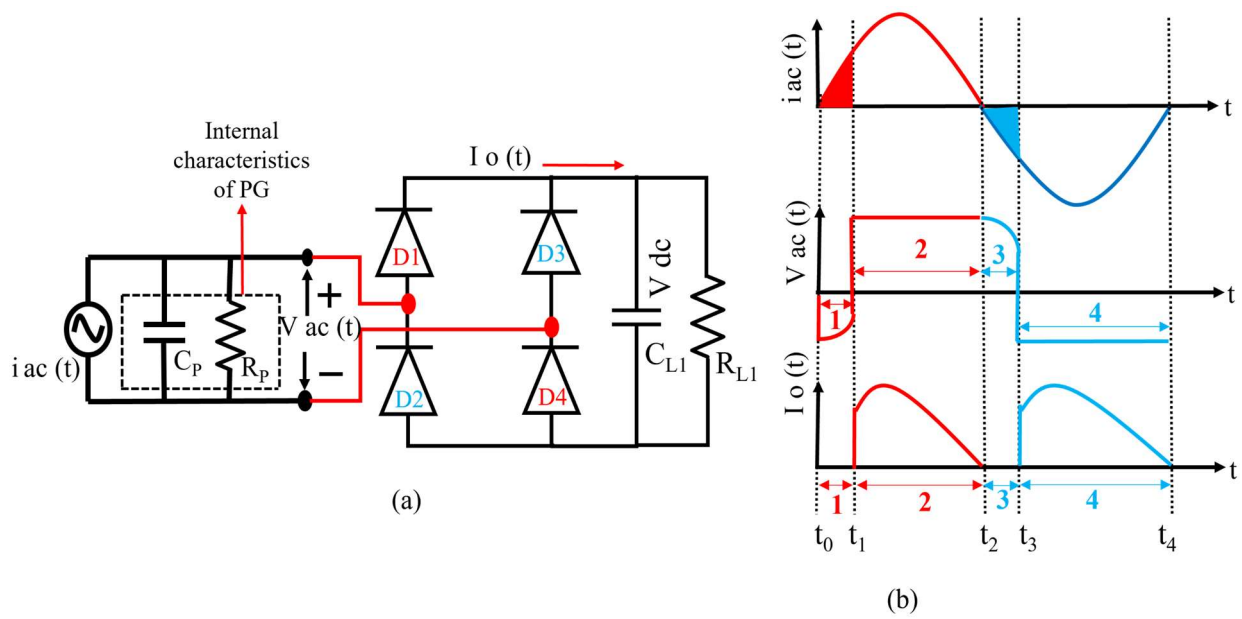 Internal
characteristics
of PG
I o (t)
D1
D3
V dc
+
V ac (t)
−
i ac (t)
C_P
R_P
D2
D4
C_L1
R_L1
(a)
i ac (t)
t
V ac (t)
2
3
1
4
t
I o (t)
t
1
2
3
4
t_0
t_1
t_2
t_3
t_4
(b)